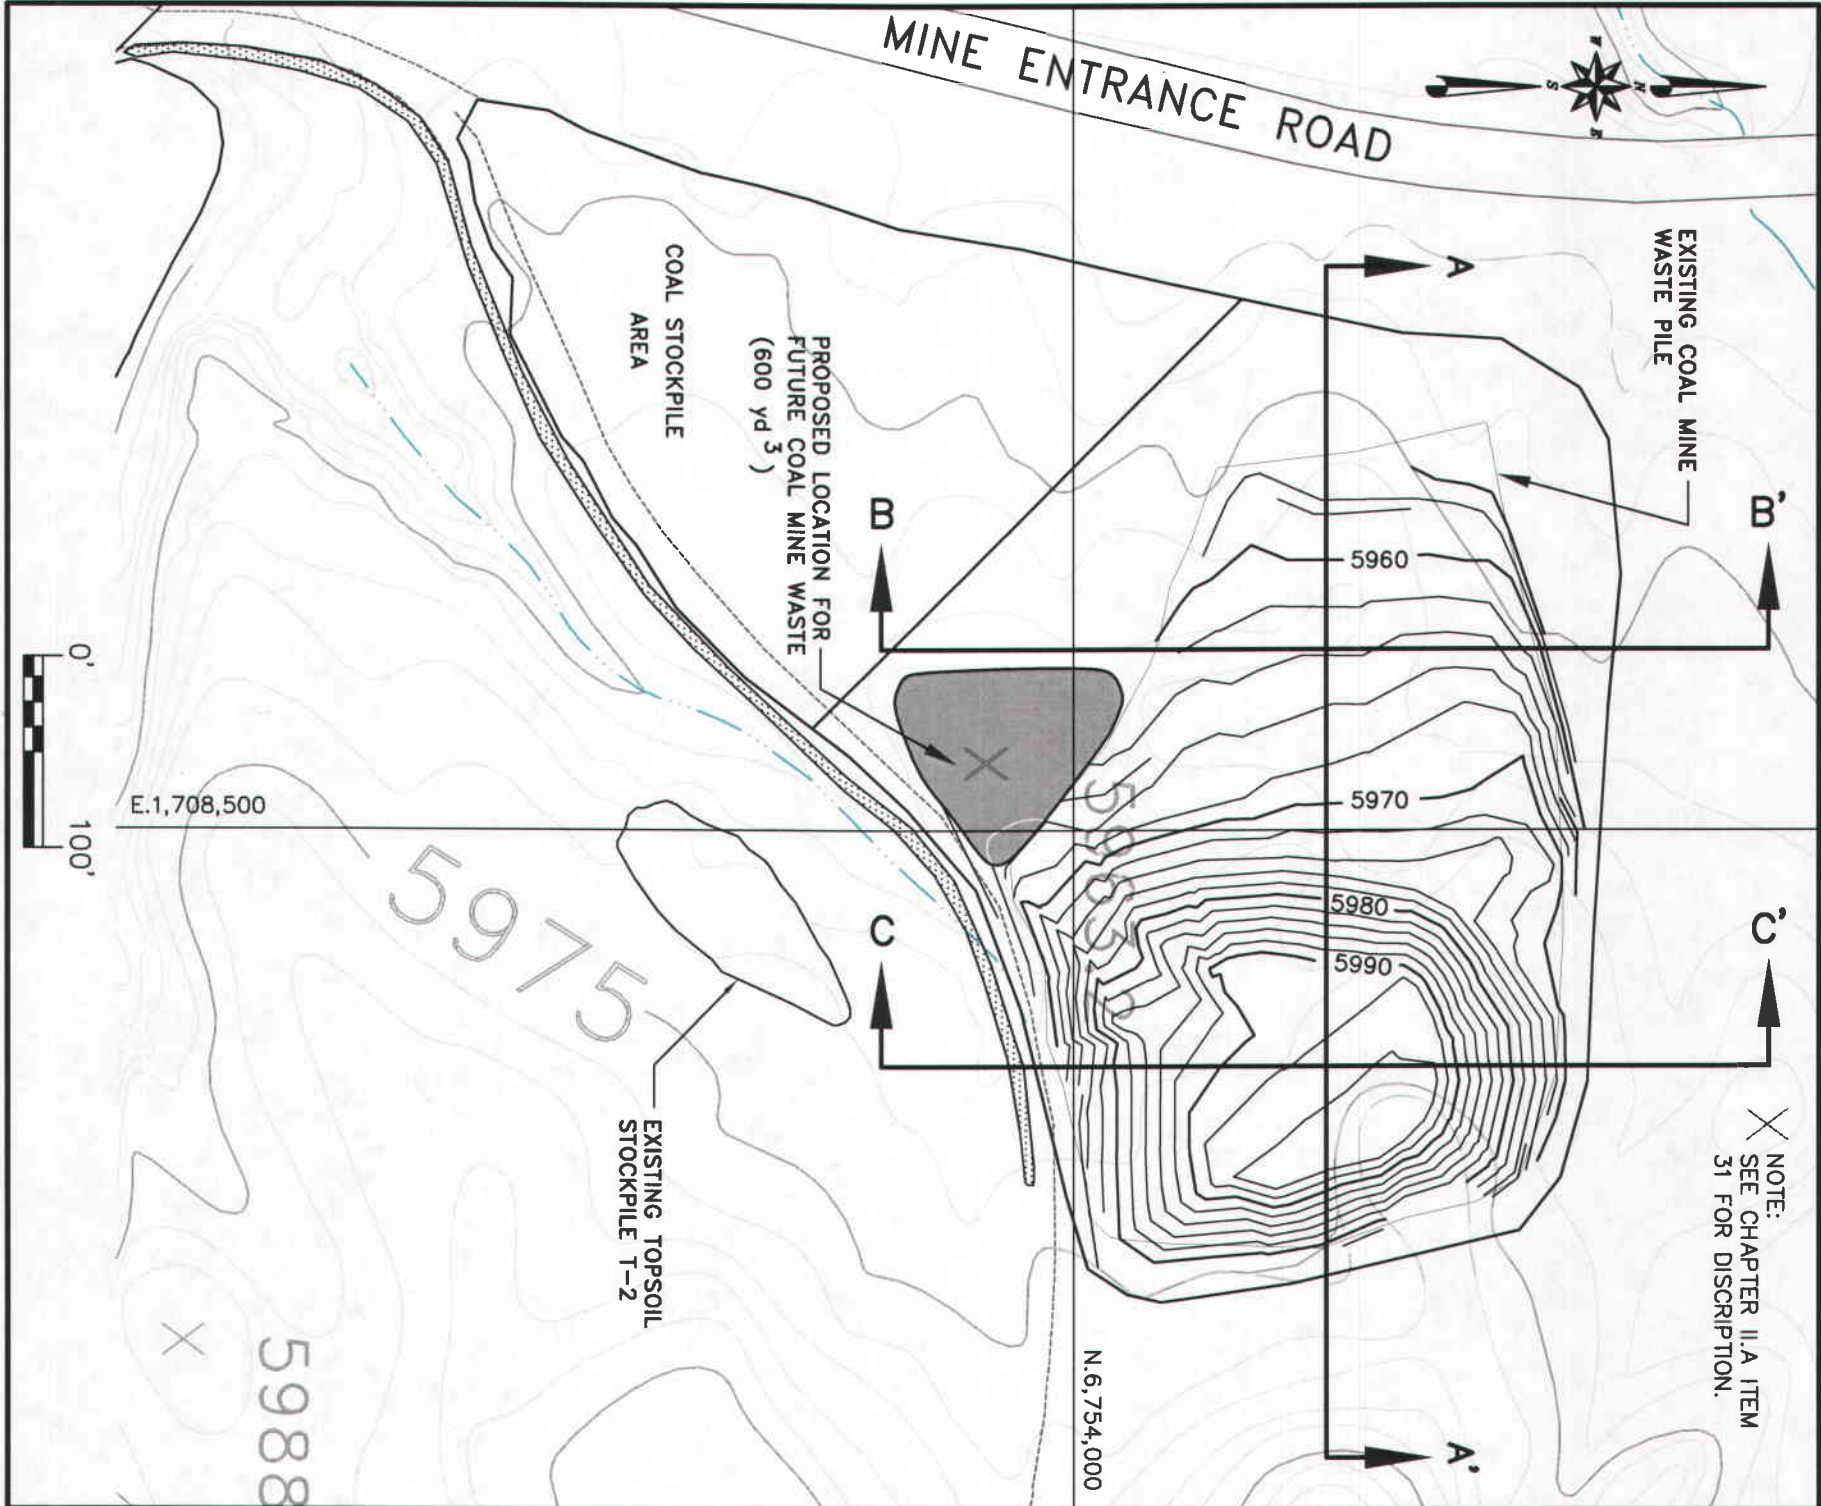 MINE ENTRANCE ROAD
W
N
S
E
EXISTING COAL MINE
WASTE PILE
A
A'
B
B'
C
C'
COAL STOCKPILE
AREA
PROPOSED LOCATION FOR
FUTURE COAL MINE WASTE
(600 yd 3 )
5960
5970
5980
5990
5975
5988
E.1,708,500
N.6,754,000
0'
100'
EXISTING TOPSOIL
STOCKPILE T-2
NOTE:
SEE CHAPTER II.A ITEM
31 FOR DISCRIPTION.